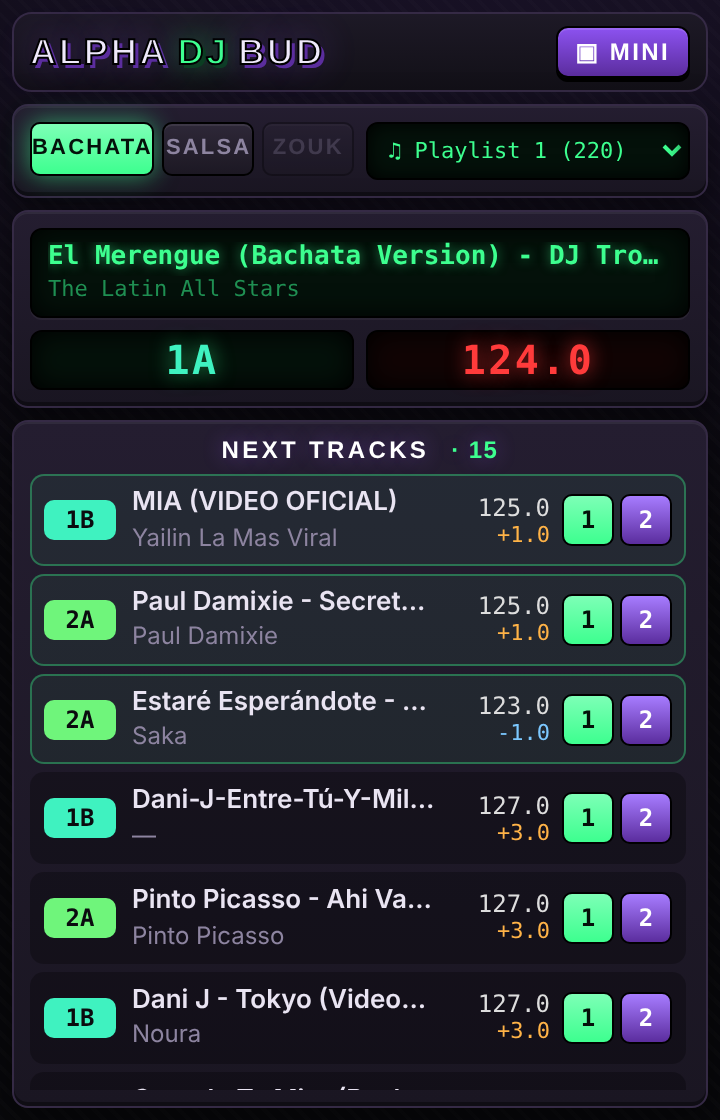 ALPHA DJ BUD
▣ MINI
BACHATA SALSA ZOUK
♫ Playlist 1 (220)
El Merengue (Bachata Version) - DJ Tro…
The Latin All Stars
1A
124.0
NEXT TRACKS · 15
1B MIA (VIDEO OFICIAL) 125.0 1 2
Yailin La Mas Viral +1.0
2A Paul Damixie - Secret... 125.0 1 2
Paul Damixie +1.0
2A Estaré Esperándote - ... 123.0 1 2
Saka -1.0
1B Dani-J-Entre-Tú-Y-Mil... 127.0 1 2
— +3.0
2A Pinto Picasso - Ahi Va... 127.0 1 2
Pinto Picasso +3.0
1B Dani J - Tokyo (Video... 127.0 1 2
Noura +3.0